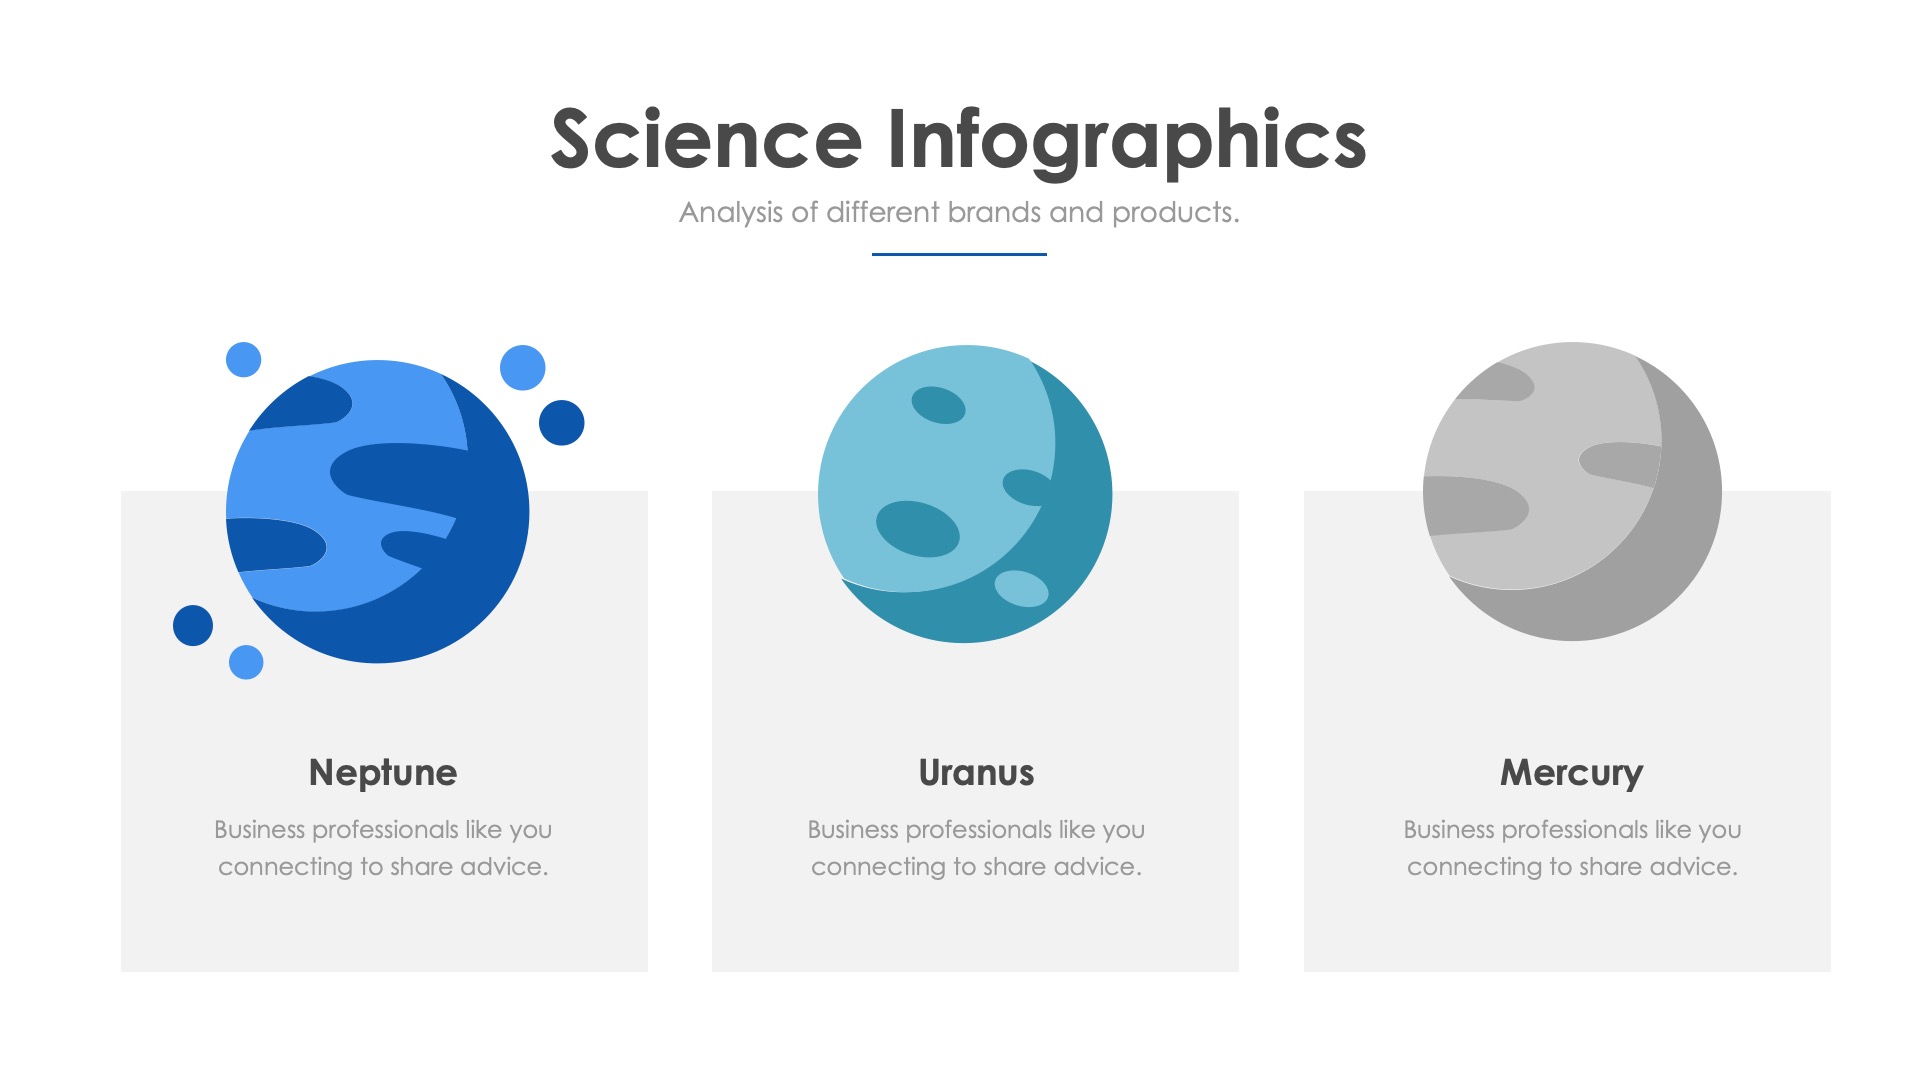 Science Infographics
Analysis of different brands and products.
Neptune
Business professionals like you
connecting to share advice.
Uranus
Business professionals like you
connecting to share advice.
Mercury
Business professionals like you
connecting to share advice.